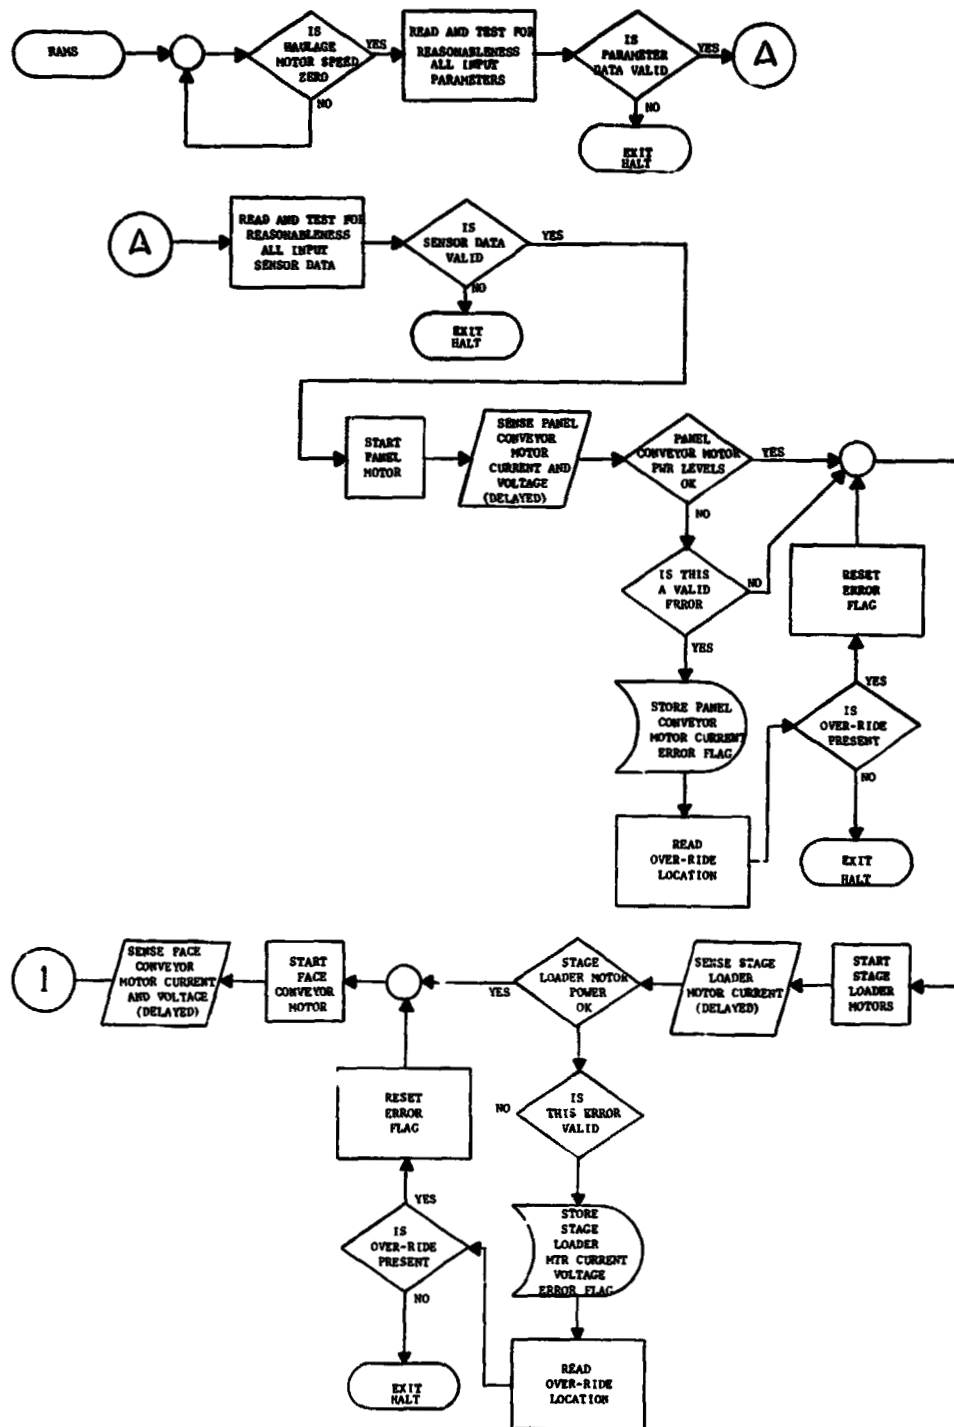 RAMS
IS
HAULAGE
MOTOR SPEED
ZERO
YES
NO
READ AND TEST FOR
REASONABLENESS
ALL INPUT
PARAMETERS
IS
PARAMETER
DATA VALID
YES
NO
A
EXIT
HALT
A
READ AND TEST FOR
REASONABLENESS
ALL INPUT
SENSOR DATA
IS
SENSOR DATA
VALID
YES
NO
EXIT
HALT
START
PANEL
MOTOR
SENSE PANEL
CONVEYOR
MOTOR
CURRENT AND
VOLTAGE
(DELAYED)
PANEL
CONVEYOR MOTOR
PWR LEVELS
OK
YES
NO
IS THIS
A VALID
ERROR
NO
YES
RESET
ERROR
FLAG
STORE PANEL
CONVEYOR
MOTOR CURRENT
ERROR FLAG
YES
IS
OVER-RIDE
PRESENT
NO
READ
OVER-RIDE
LOCATION
EXIT
HALT
1
SENSE FACE
CONVEYOR
MOTOR CURRENT
AND VOLTAGE
(DELAYED)
START
FACE
CONVEYOR
MOTOR
YES
STAGE
LOADER MOTOR
POWER
OK
SENSE STAGE
LOADER
MOTOR CURRENT
(DELAYED)
START
STAGE
LOADER
MOTORS
RESET
ERROR
FLAG
NO
IS
THIS ERROR
VALID
YES
IS
OVER-RIDE
PRESENT
NO
STORE
STAGE
LOADER
MTR CURRENT
VOLTAGE
ERROR FLAG
EXIT
HALT
READ
OVER-RIDE
LOCATION